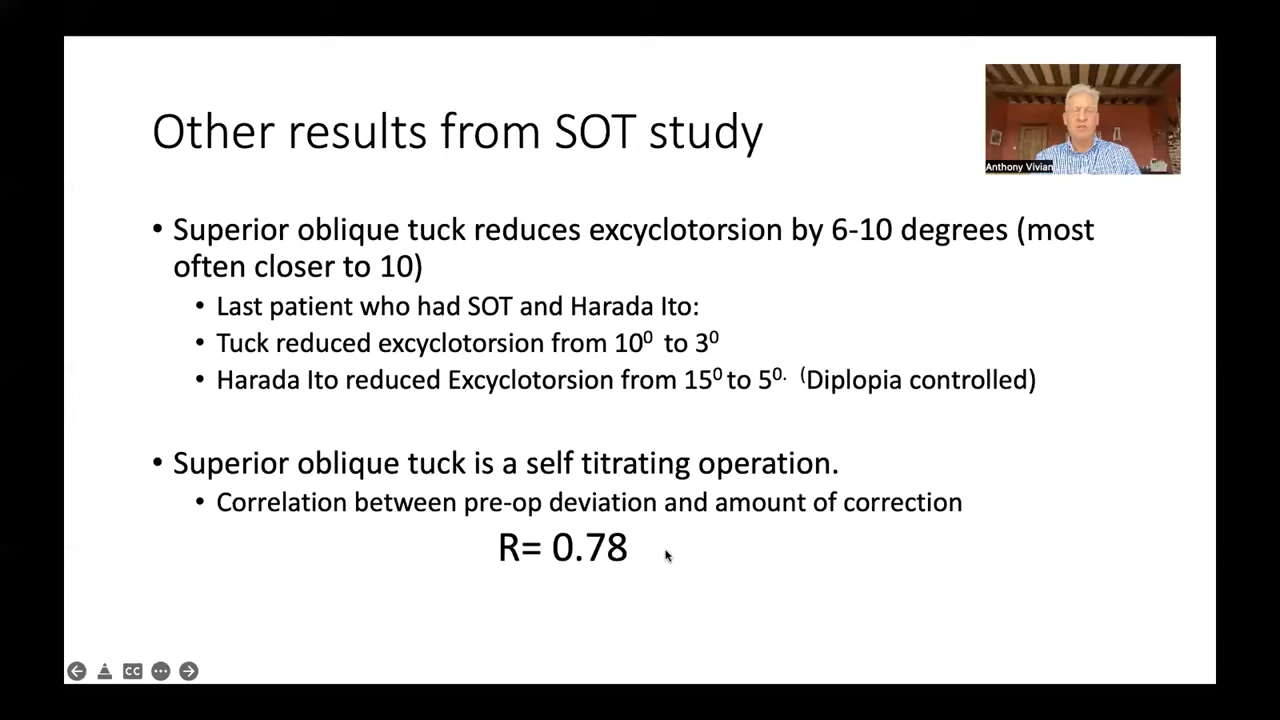 Other results from SOT study
Anthony Vivian
• Superior oblique tuck reduces excyclotorsion by 6-10 degrees (most
often closer to 10)
• Last patient who had SOT and Harada Ito:
• Tuck reduced excyclotorsion from 10⁰ to 3⁰
• Harada Ito reduced Excyclotorsion from 15⁰ to 5⁰· ⁽Diplopia controlled)
• Superior oblique tuck is a self titrating operation.
• Correlation between pre-op deviation and amount of correction
R= 0.78
CC